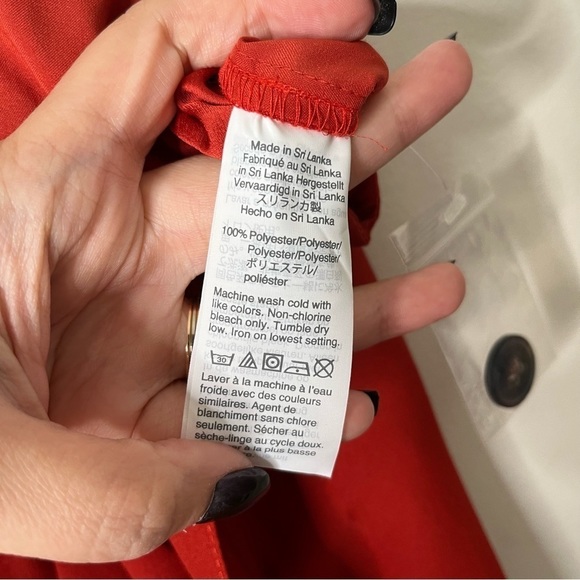 Made in Sri Lanka
Fabriqué au Sri Lanka
in Sri Lanka Hergestellt
Vervaardigd in Sri Lanka
スリランカ製
Hecho en Sri Lanka
100% Polyester/Polyester/
Polyester/Polyester/
ポリエステル/
poliéster
Machine wash cold with
like colors. Non-chlorine
bleach only. Tumble dry
low. Iron on lowest setting.
30
Laver à la machine à l'eau
froide avec des couleurs
similaires. Agent de
blanchiment sans chlore
seulement. Sécher au
sèche-linge au cycle doux.
à la plus basse